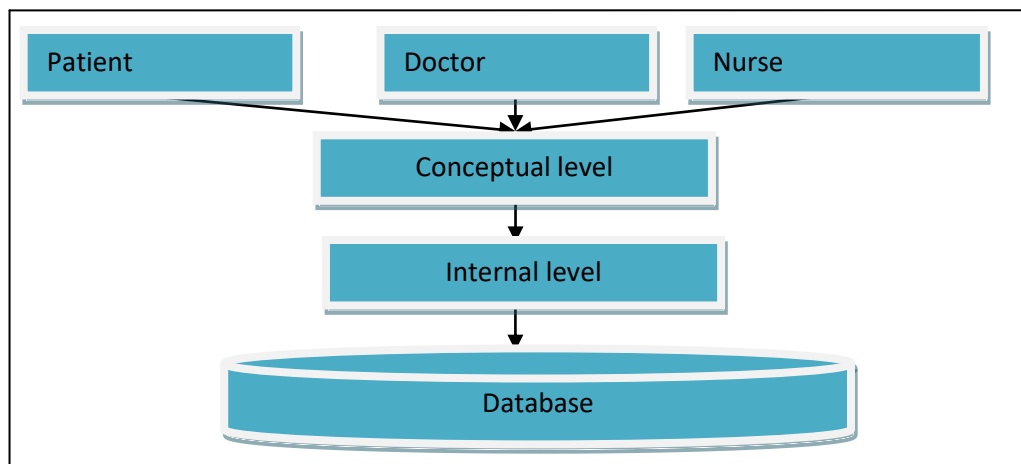 Patient
Doctor
Nurse
Conceptual level
Internal level
Database